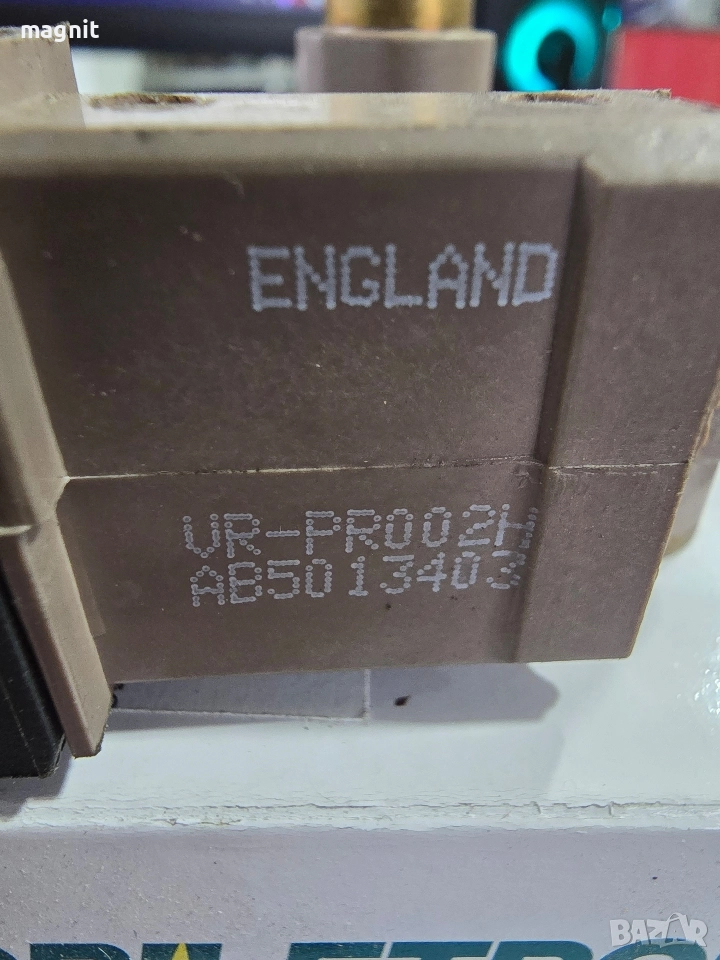 magnit
ENGLAND
VR-PR002H
AB5013403
BAZAR